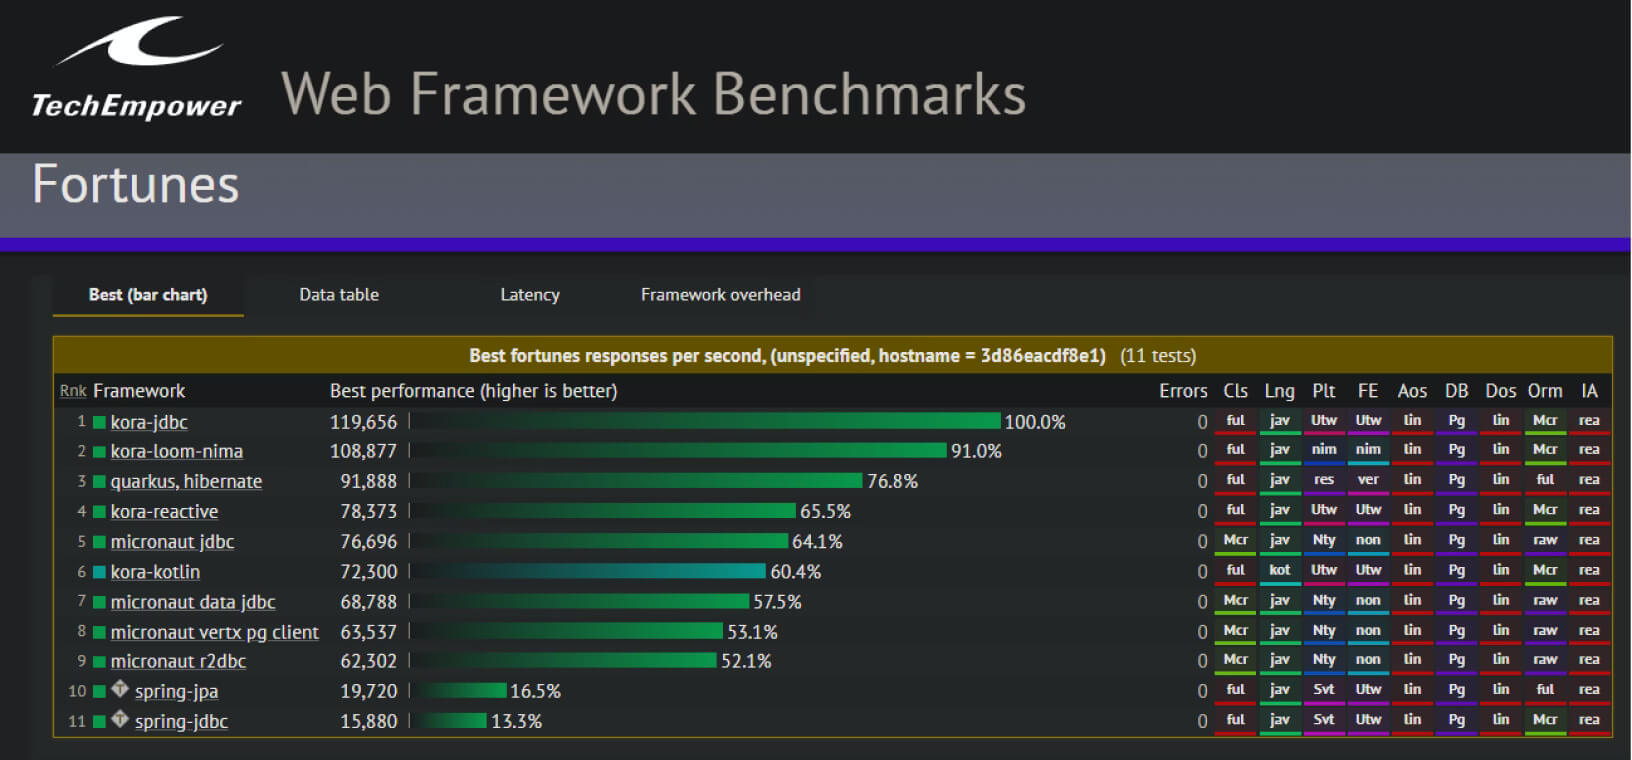 TechEmpower
Web Framework Benchmarks
Fortunes
Best (bar chart) Data table Latency Framework overhead
Best fortunes responses per second, (unspecified, hostname = 3d86eacdf8e1) (11 tests)
Rnk Framework Best performance (higher is better) Errors Cls Lng Plt FE Aos DB Dos Orm IA
1 kora-jdbc 119,656 100.0% 0 ful jav Utw Utw lin Pg lin Mcr rea
2 kora-loom-nima 108,877 91.0% 0 ful jav nim nim lin Pg lin Mcr rea
3 quarkus, hibernate 91,888 76.8% 0 ful jav res ver lin Pg lin ful rea
4 kora-reactive 78,373 65.5% 0 ful jav Utw Utw lin Pg lin Mcr rea
5 micronaut jdbc 76,696 64.1% 0 Mcr jav Nty non lin Pg lin raw rea
6 kora-kotlin 72,300 60.4% 0 ful kot Utw Utw lin Pg lin Mcr rea
7 micronaut data jdbc 68,788 57.5% 0 Mcr jav Nty non lin Pg lin raw rea
8 micronaut vertx pg client 63,537 53.1% 0 Mcr jav Nty non lin Pg lin raw rea
9 micronaut r2dbc 62,302 52.1% 0 Mcr jav Nty non lin Pg lin raw rea
10 T spring-jpa 19,720 16.5% 0 ful jav Svt Utw lin Pg lin ful rea
11 T spring-jdbc 15,880 13.3% 0 ful jav Svt Utw lin Pg lin Mcr rea